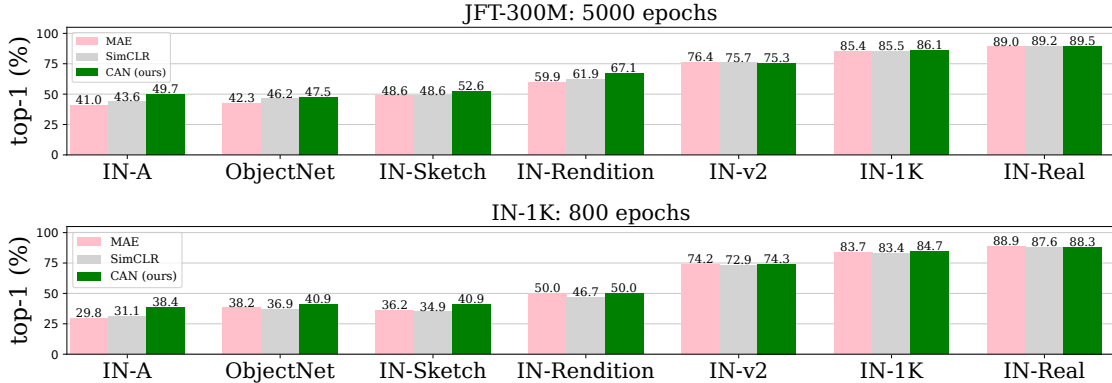 JFT-300M: 5000 epochs
top-1 (%)
100
75
50
25
0
MAE
SimCLR
CAN (ours)
41.0 43.6 49.7 42.3 46.2 47.5 48.6 48.6 52.6 59.9 61.9 67.1 76.4 75.7 75.3 85.4 85.5 86.1 89.0 89.2 89.5
IN-A ObjectNet IN-Sketch IN-Rendition IN-v2 IN-1K IN-Real
IN-1K: 800 epochs
top-1 (%)
100
75
50
25
0
MAE
SimCLR
CAN (ours)
29.8 31.1 38.4 38.2 36.9 40.9 36.2 34.9 40.9 50.0 46.7 50.0 74.2 72.9 74.3 83.7 83.4 84.7 88.9 87.6 88.3
IN-A ObjectNet IN-Sketch IN-Rendition IN-v2 IN-1K IN-Real